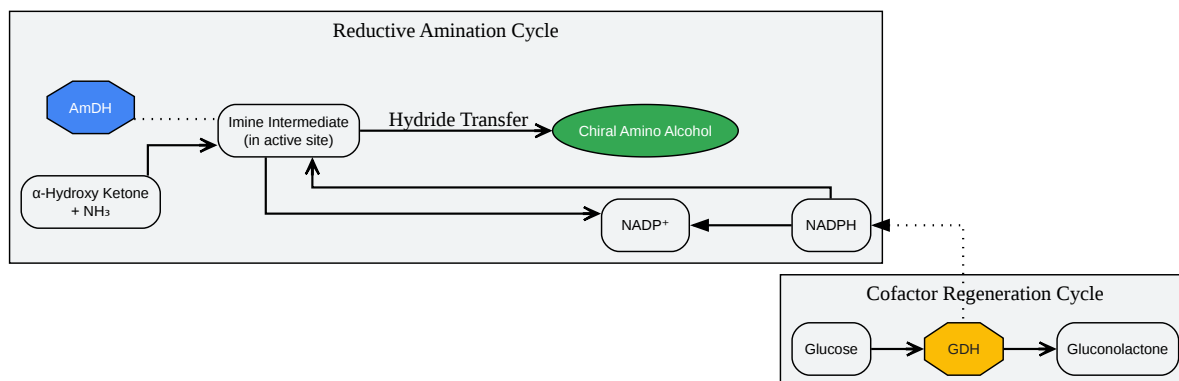 Reductive Amination Cycle
AmDH
Imine Intermediate
(in active site)
Hydride Transfer
Chiral Amino Alcohol
α-Hydroxy Ketone
+ NH₃
NADP⁺
NADPH
Cofactor Regeneration Cycle
Glucose
GDH
Gluconolactone